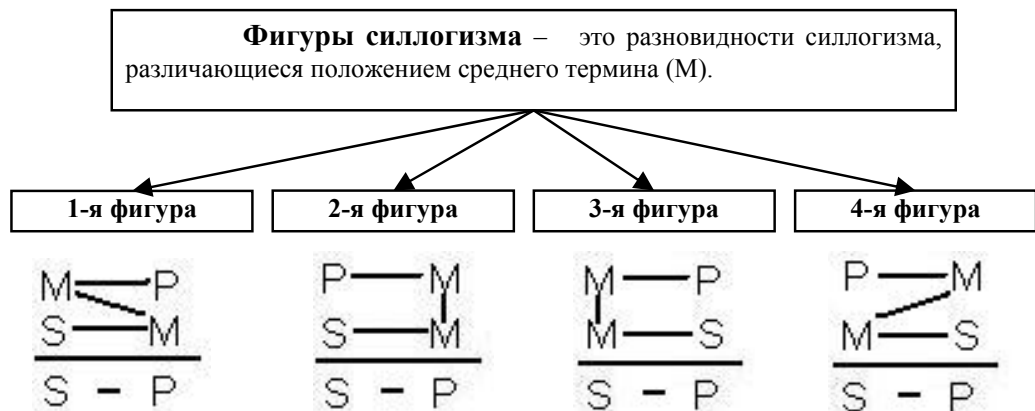 Фигуры силлогизма – это разновидности силлогизма,
различающиеся положением среднего термина (М).
1-я фигура 2-я фигура 3-я фигура 4-я фигура
M P P M M P P M
S M S M M S M S
S – P S – P S – P S – P